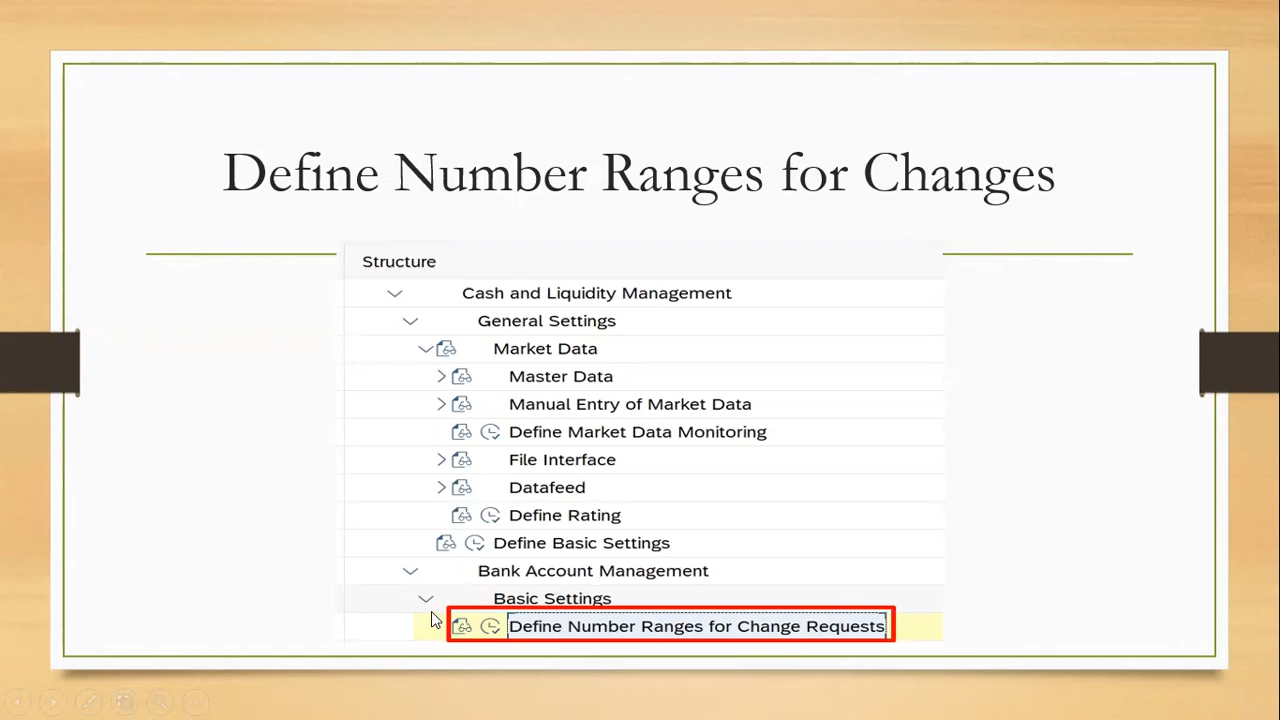 Define Number Ranges for Changes
Structure
Cash and Liquidity Management
General Settings
Market Data
Master Data
Manual Entry of Market Data
Define Market Data Monitoring
File Interface
Datafeed
Define Rating
Define Basic Settings
Bank Account Management
Basic Settings
Define Number Ranges for Change Requests